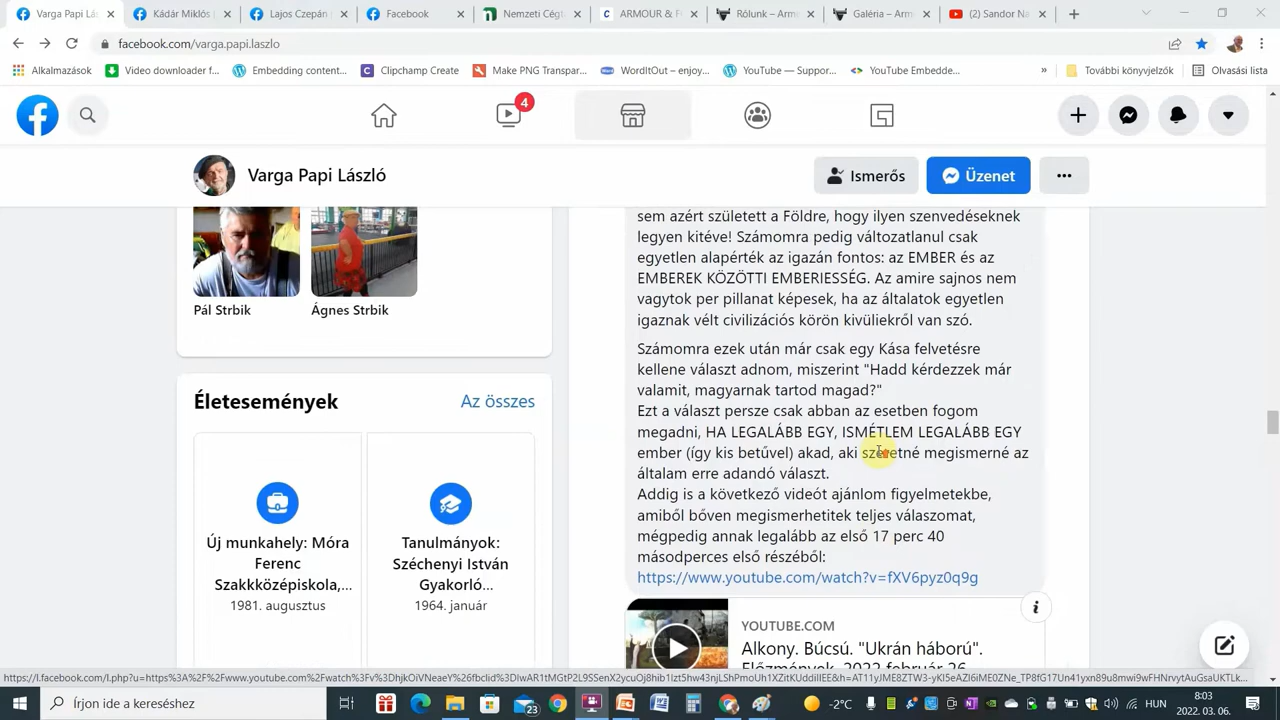 Varga Papi László
Kádár Miklós
Lajos Czepán
Facebook
Nemzeti Cégt
ARMOUR & F
Rólunk – Arm
Galéria – Arm
(2) Sandor Na
facebook.com/varga.papi.laszlo
Alkalmazások
Video downloader f...
Embedding content...
Clipchamp Create
Make PNG Transpar...
WordItOut – enjoy...
YouTube — Suppor...
YouTube Embedde...
»
További könyvjelzők
Olvasási lista
4
Varga Papi László
Ismerős
Üzenet
Pál Strbik
Ágnes Strbik
Életesemények
Az összes
Új munkahely: Móra
Ferenc
Szakkközépiskola,...
1981. augusztus
Tanulmányok:
Széchenyi István
Gyakorló...
1964. január
sem azért született a Földre, hogy ilyen szenvedéseknek
legyen kitéve! Számomra pedig változatlanul csak
egyetlen alapérték az igazán fontos: az EMBER és az
EMBEREK KÖZÖTTI EMBERIESSÉG. Az amire sajnos nem
vagytok per pillanat képesek, ha az általatok egyetlen
igaznak vélt civilizációs körön kivüliekről van szó.
Számomra ezek után már csak egy Kása felvetésre
kellene választ adnom, miszerint "Hadd kérdezzek már
valamit, magyarnak tartod magad?"
Ezt a választ persze csak abban az esetben fogom
megadni, HA LEGALÁBB EGY, ISMÉTLEM LEGALÁBB EGY
ember (így kis betűvel) akad, aki szeretné megismerné az
általam erre adandó választ.
Addig is a következő videót ajánlom figyelmetekbe,
amiből bőven megismerhetitek teljes válaszomat,
mégpedig annak legalább az első 17 perc 40
másodperces első részéből:
https://www.youtube.com/watch?v=fXV6pyz0q9g
YOUTUBE.COM
Alkony. Búcsú. "Ukrán háború".
Előzmények. 2022 február 26.
Írjon ide a kereséshez
23
-2°C
HUN
8:03
2022. 03. 06.